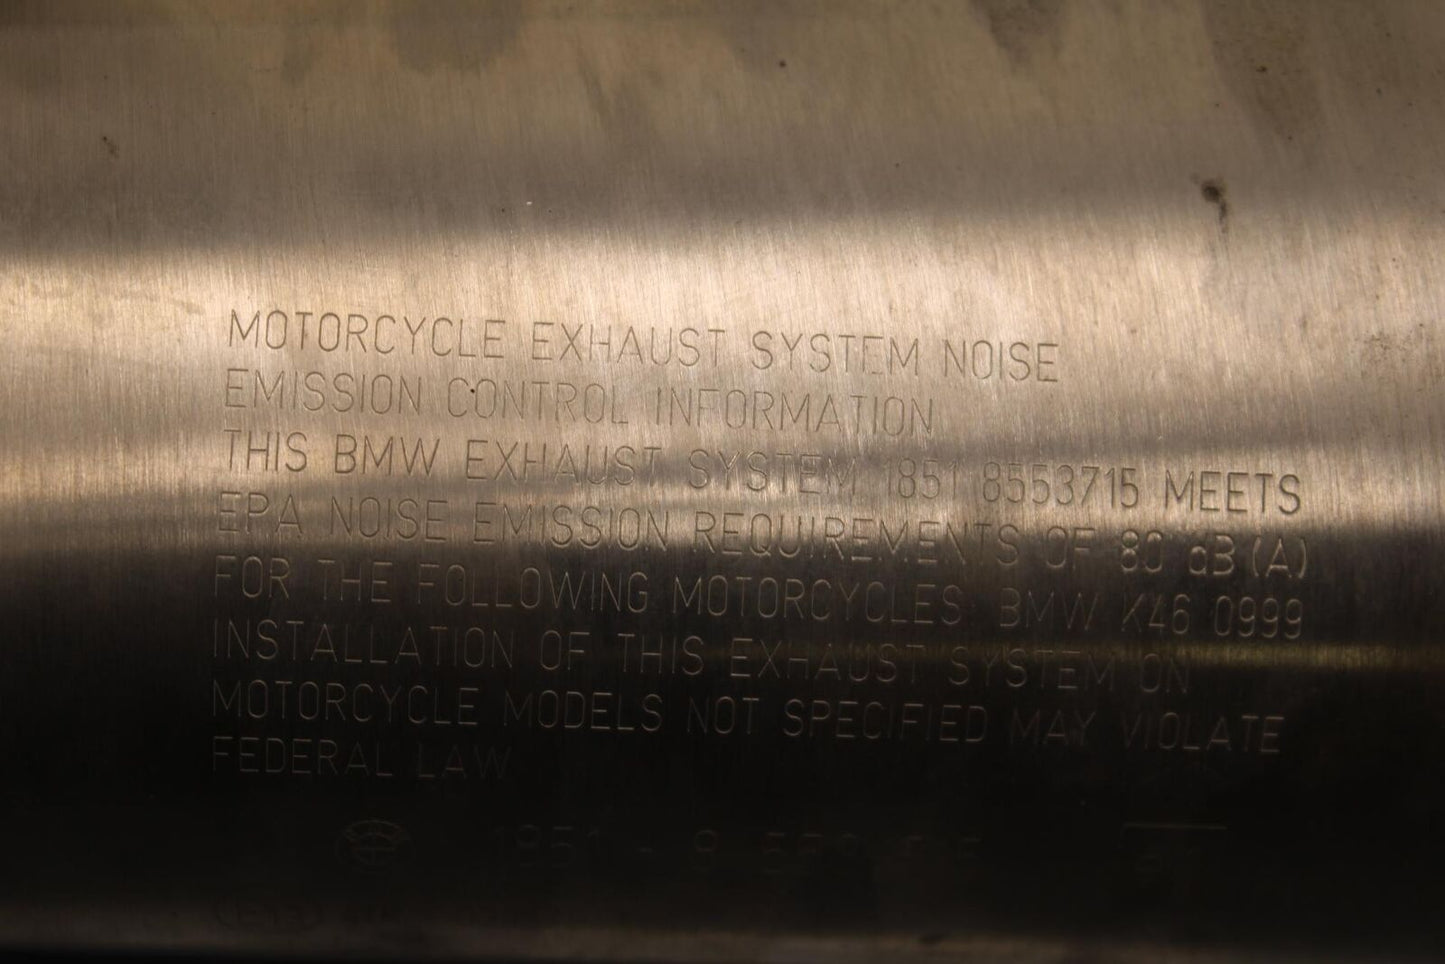 MOTORCYCLE EXHAUST SYSTEM NOISE
EMISSION CONTROL INFORMATION
THIS BMW EXHAUST SYSTEM 1851 8553715 MEETS
EPA NOISE EMISSION REQUIREMENTS OF 80 dB (A)
FOR THE FOLLOWING MOTORCYCLES: BMW K46 0999
INSTALLATION OF THIS EXHAUST SYSTEM ON
MOTORCYCLE MODELS NOT SPECIFIED MAY VIOLATE
FEDERAL LAW
1851 - 8